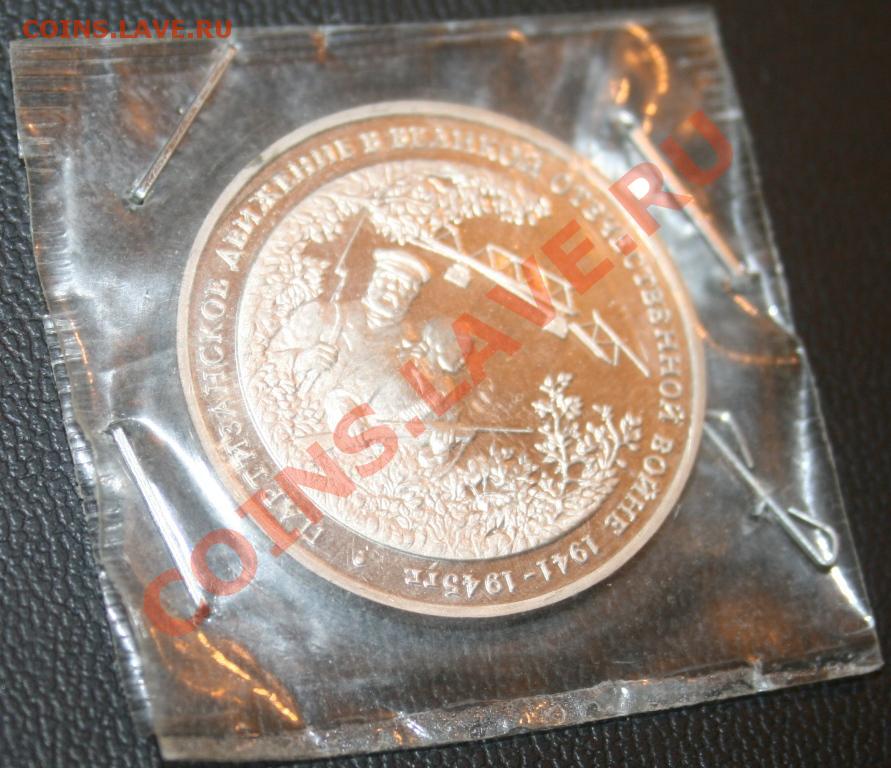 COINS.LAVE.RU
ПАРТИЗАНСКОЕ ДВИЖЕНИЕ В ВЕЛИКОЙ ОТЕЧЕСТВЕННОЙ ВОЙНЕ 1941-1945ГГ.
COINS.LAVE.RU